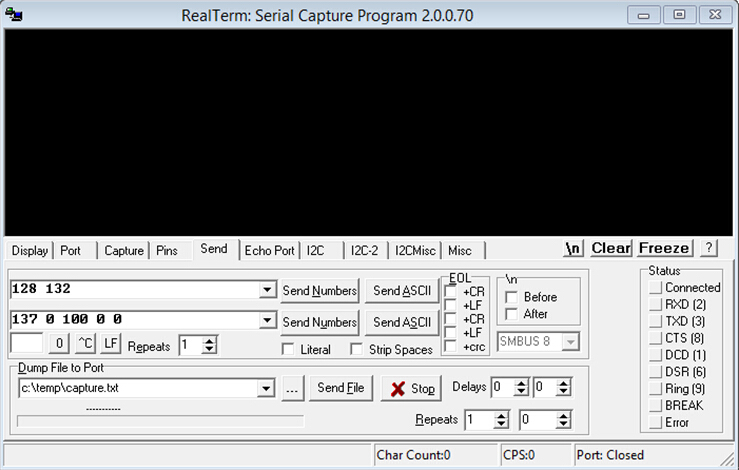 RealTerm: Serial Capture Program 2.0.0.70
Display Port Capture Pins Send Echo Port I2C I2C-2 I2CMisc Misc \n Clear Freeze ?
128 132 Send Numbers Send ASCII
137 0 100 0 0 Send Numbers Send ASCII
0 ^C LF Repeats 1 Literal Strip Spaces
EOL
+CR
+LF
+CR
+LF
+crc
\n
Before
After
SMBUS 8
Dump File to Port
c:\temp\capture.txt ... Send File Stop Delays 0 0
Repeats 1 0
Status
Connected
RXD (2)
TXD (3)
CTS (8)
DCD (1)
DSR (6)
Ring (9)
BREAK
Error
Char Count:0 CPS:0 Port: Closed